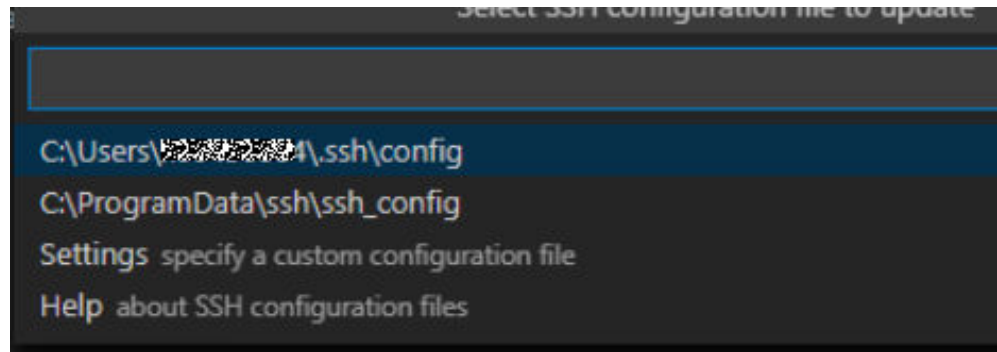 Select SSH configuration file to update
C:\Users\4\.ssh\config
C:\ProgramData\ssh\ssh_config
Settings specify a custom configuration file
Help about SSH configuration files